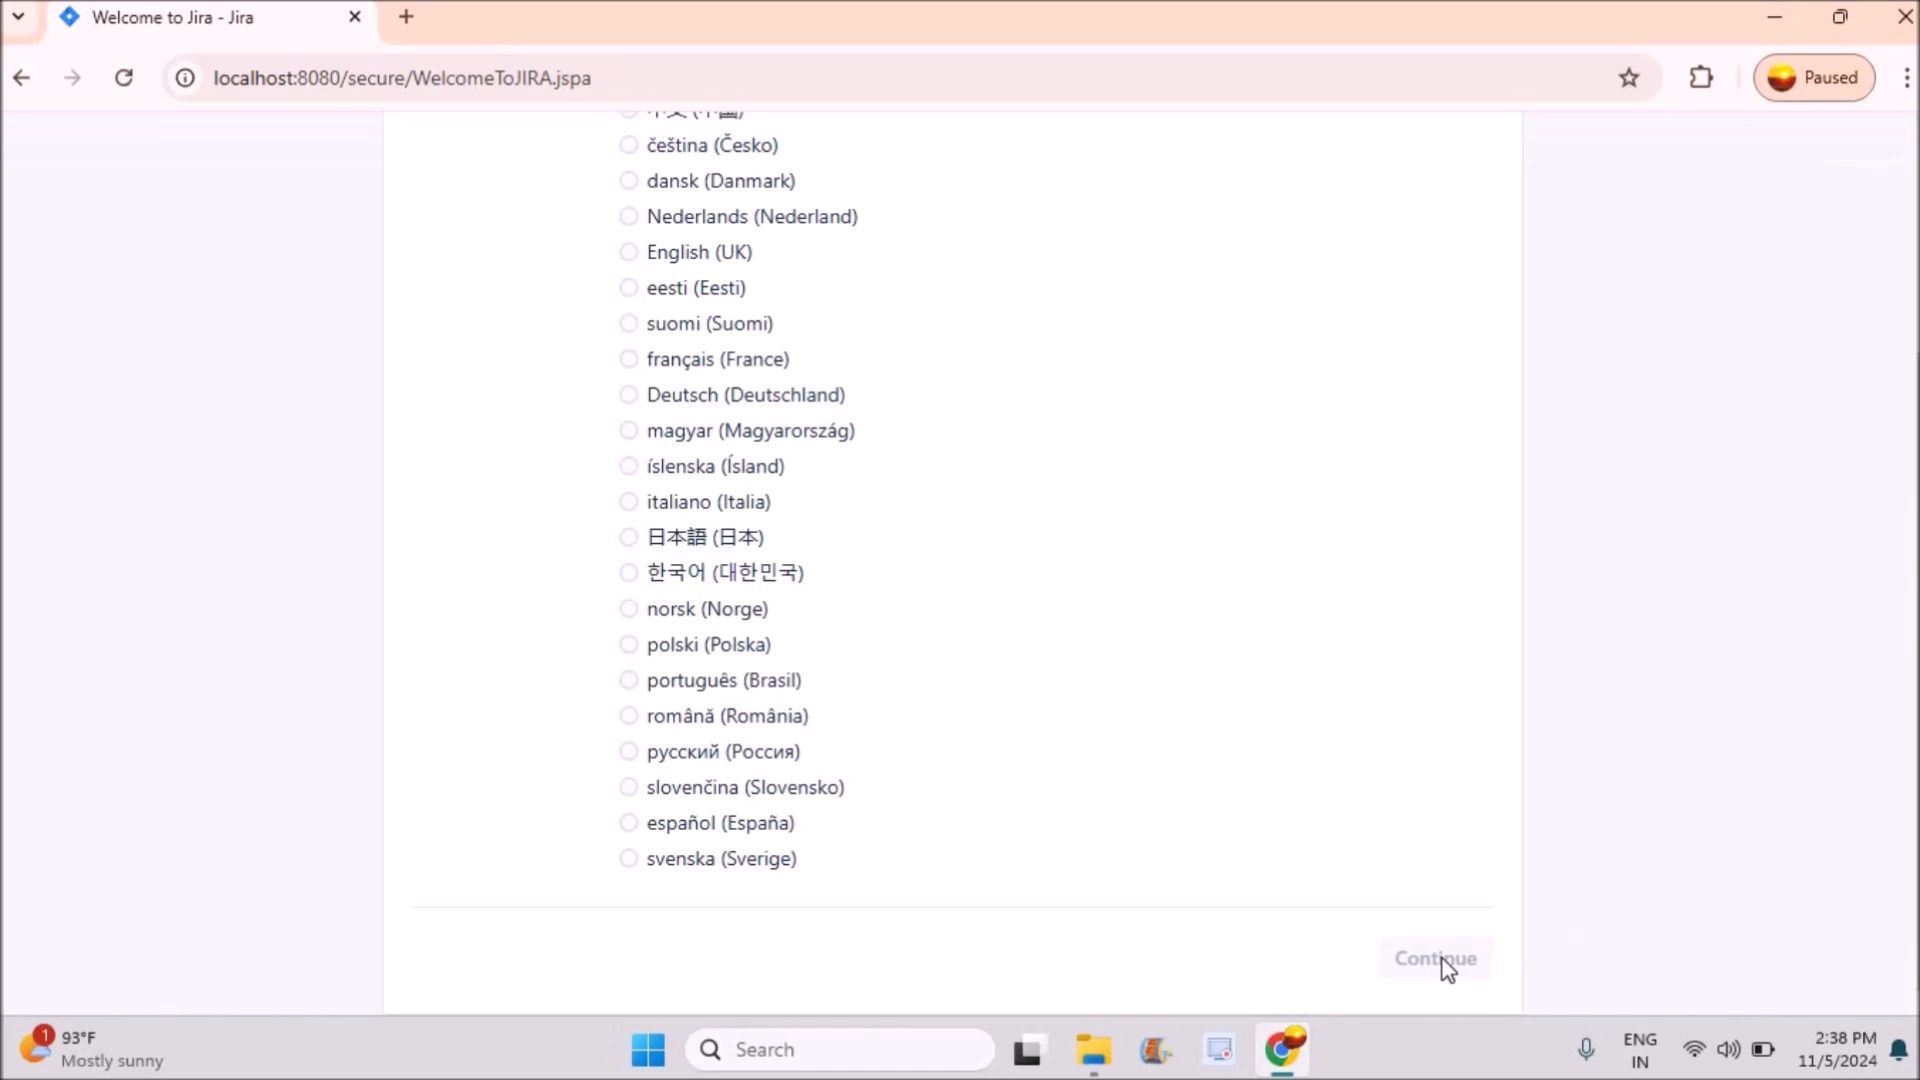 Welcome to Jira - Jira
localhost:8080/secure/WelcomeToJIRA.jspa
Paused
čeština (Česko)
dansk (Danmark)
Nederlands (Nederland)
English (UK)
eesti (Eesti)
suomi (Suomi)
français (France)
Deutsch (Deutschland)
magyar (Magyarország)
íslenska (Ísland)
italiano (Italia)
日本語 (日本)
한국어 (대한민국)
norsk (Norge)
polski (Polska)
português (Brasil)
română (România)
русский (Россия)
slovenčina (Slovensko)
español (España)
svenska (Sverige)
Continue
1
93°F
Mostly sunny
Search
ENG
IN
2:38 PM
11/5/2024